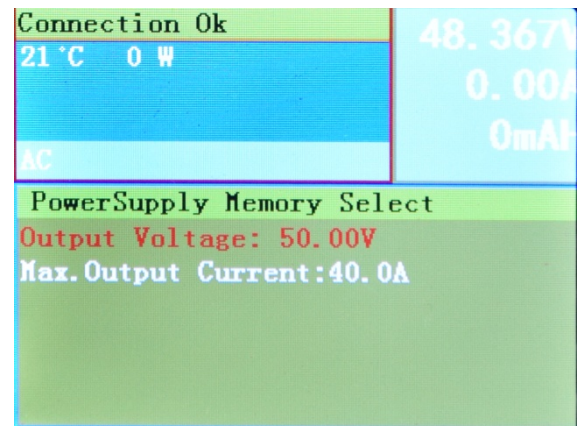 Connection Ok
21°C 0 W
AC
48.367V
0.00A
0mAH
PowerSupply Memory Select
Output Voltage: 50.00V
Max.Output Current:40.0A